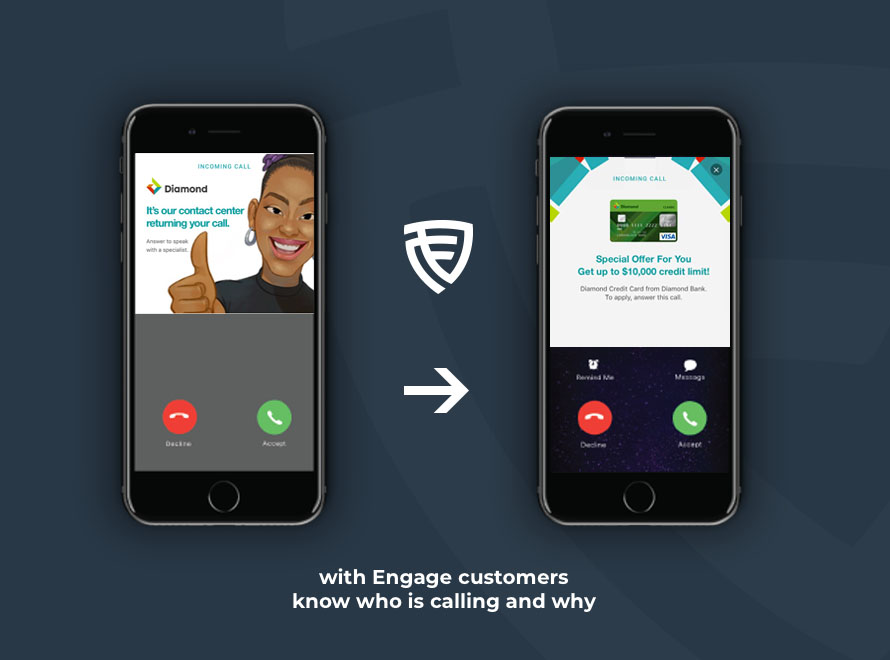 INCOMING CALL
Diamond
It's our contact center
returning your call.
Answer to speak
with a specialist.
Decline
Accept
INCOMING CALL
Diamond
VISA
Special Offer For You
Get up to $10,000 credit limit!
Diamond Credit Card from Diamond Bank.
To apply, answer this call.
Remind Me
Message
Decline
Accept
with Engage customers
know who is calling and why